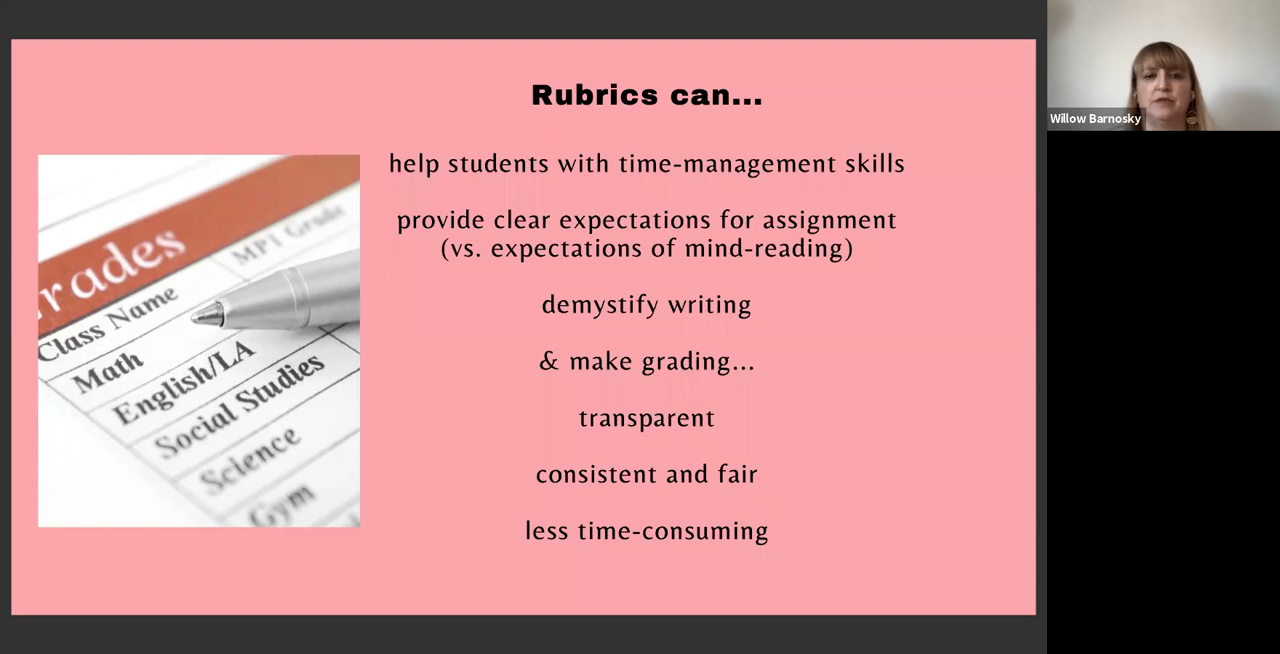 Rubrics can...
help students with time-management skills
provide clear expectations for assignment
(vs. expectations of mind-reading)
demystify writing
& make grading...
transparent
consistent and fair
less time-consuming
rades
MP1 Grade
Class Name
Math
English/LA
Social Studies
Science
Gym
Willow Barnosky